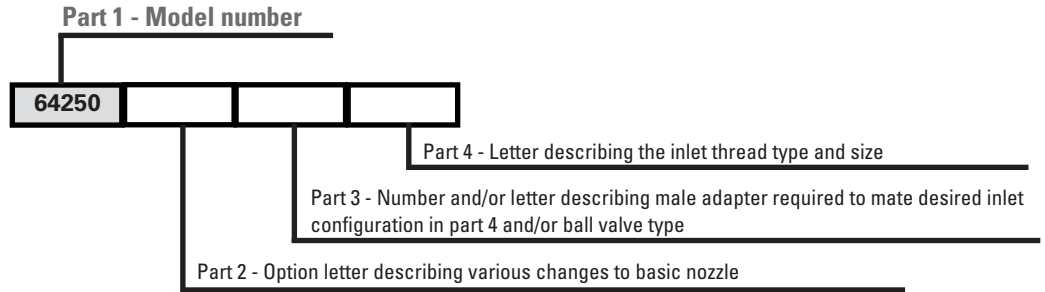 Part 1 - Model number
64250
Part 4 - Letter describing the inlet thread type and size
Part 3 - Number and/or letter describing male adapter required to mate desired inlet
configuration in part 4 and/or ball valve type
Part 2 - Option letter describing various changes to basic nozzle